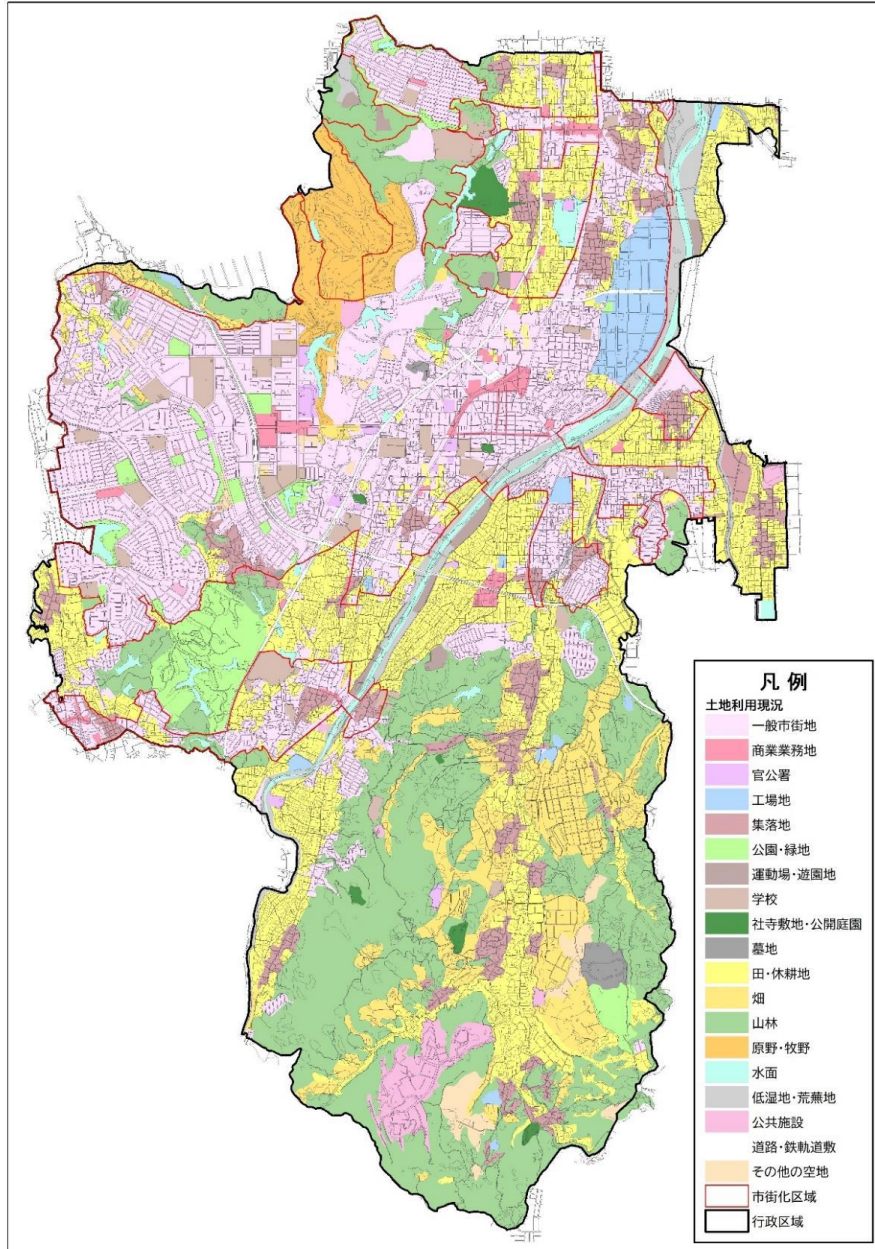 凡例
土地利用現況
一般市街地
商業業務地
官公署
工場地
集落地
公園・緑地
運動場・遊園地
学校
社寺敷地・公開庭園
墓地
田・休耕地
畑
山林
原野・牧野
水面
低湿地・荒蕪地
公共施設
道路・鉄軌道敷
その他の空地
市街化区域
行政区域